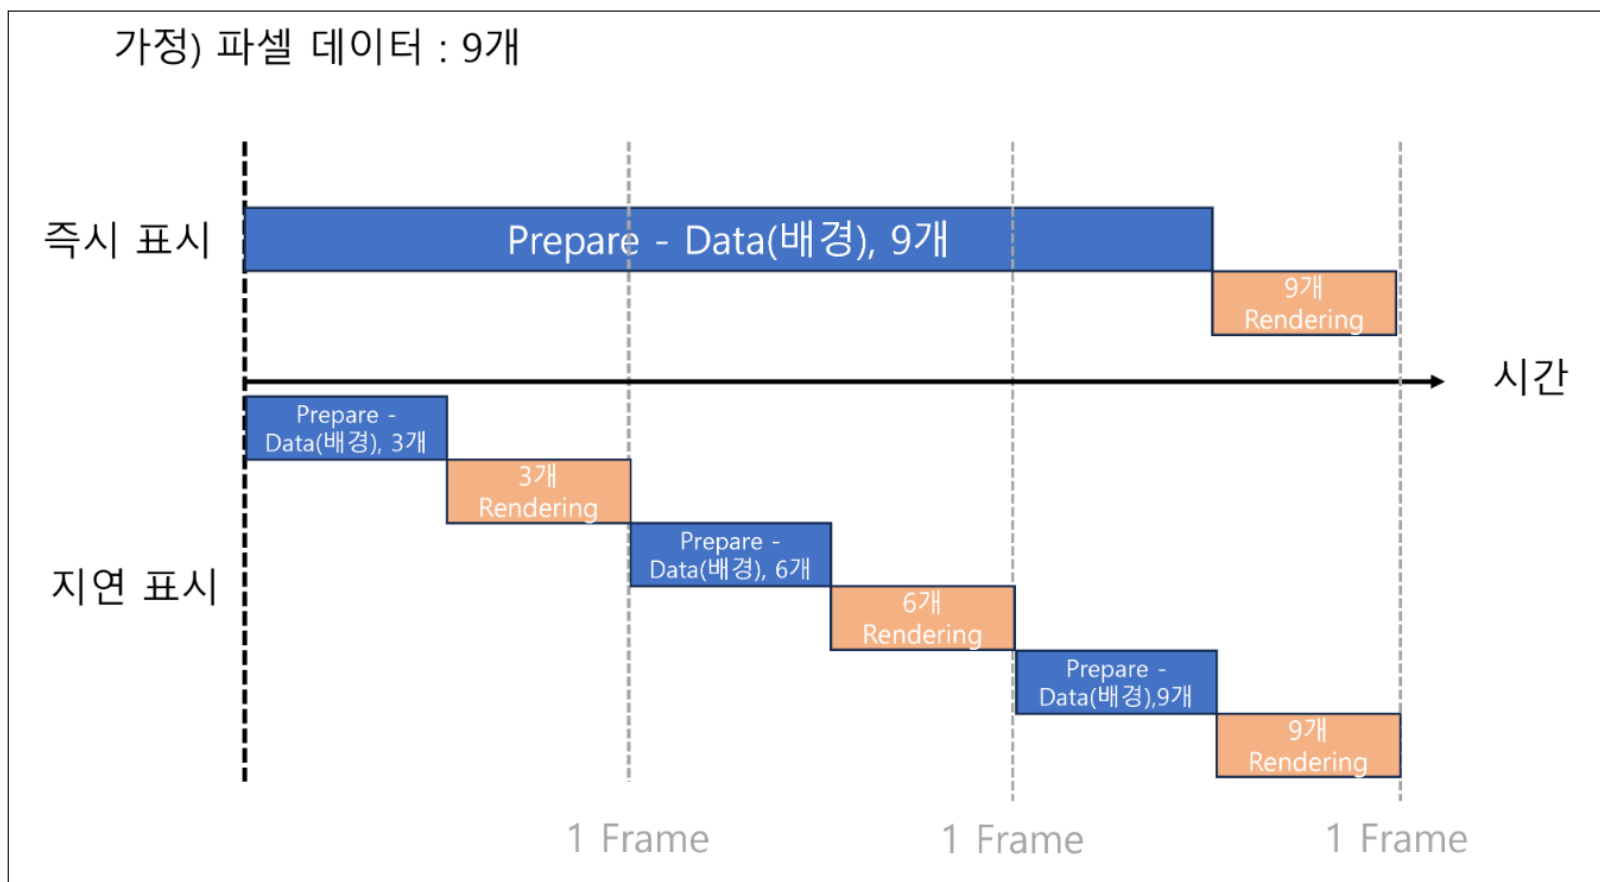 가정) 파셀 데이터 : 9개
즉시 표시
Prepare - Data(배경), 9개
9개
Rendering
시간
Prepare -
Data(배경), 3개
3개
Rendering
지연 표시
Prepare -
Data(배경), 6개
6개
Rendering
Prepare -
Data(배경),9개
9개
Rendering
1 Frame
1 Frame
1 Frame